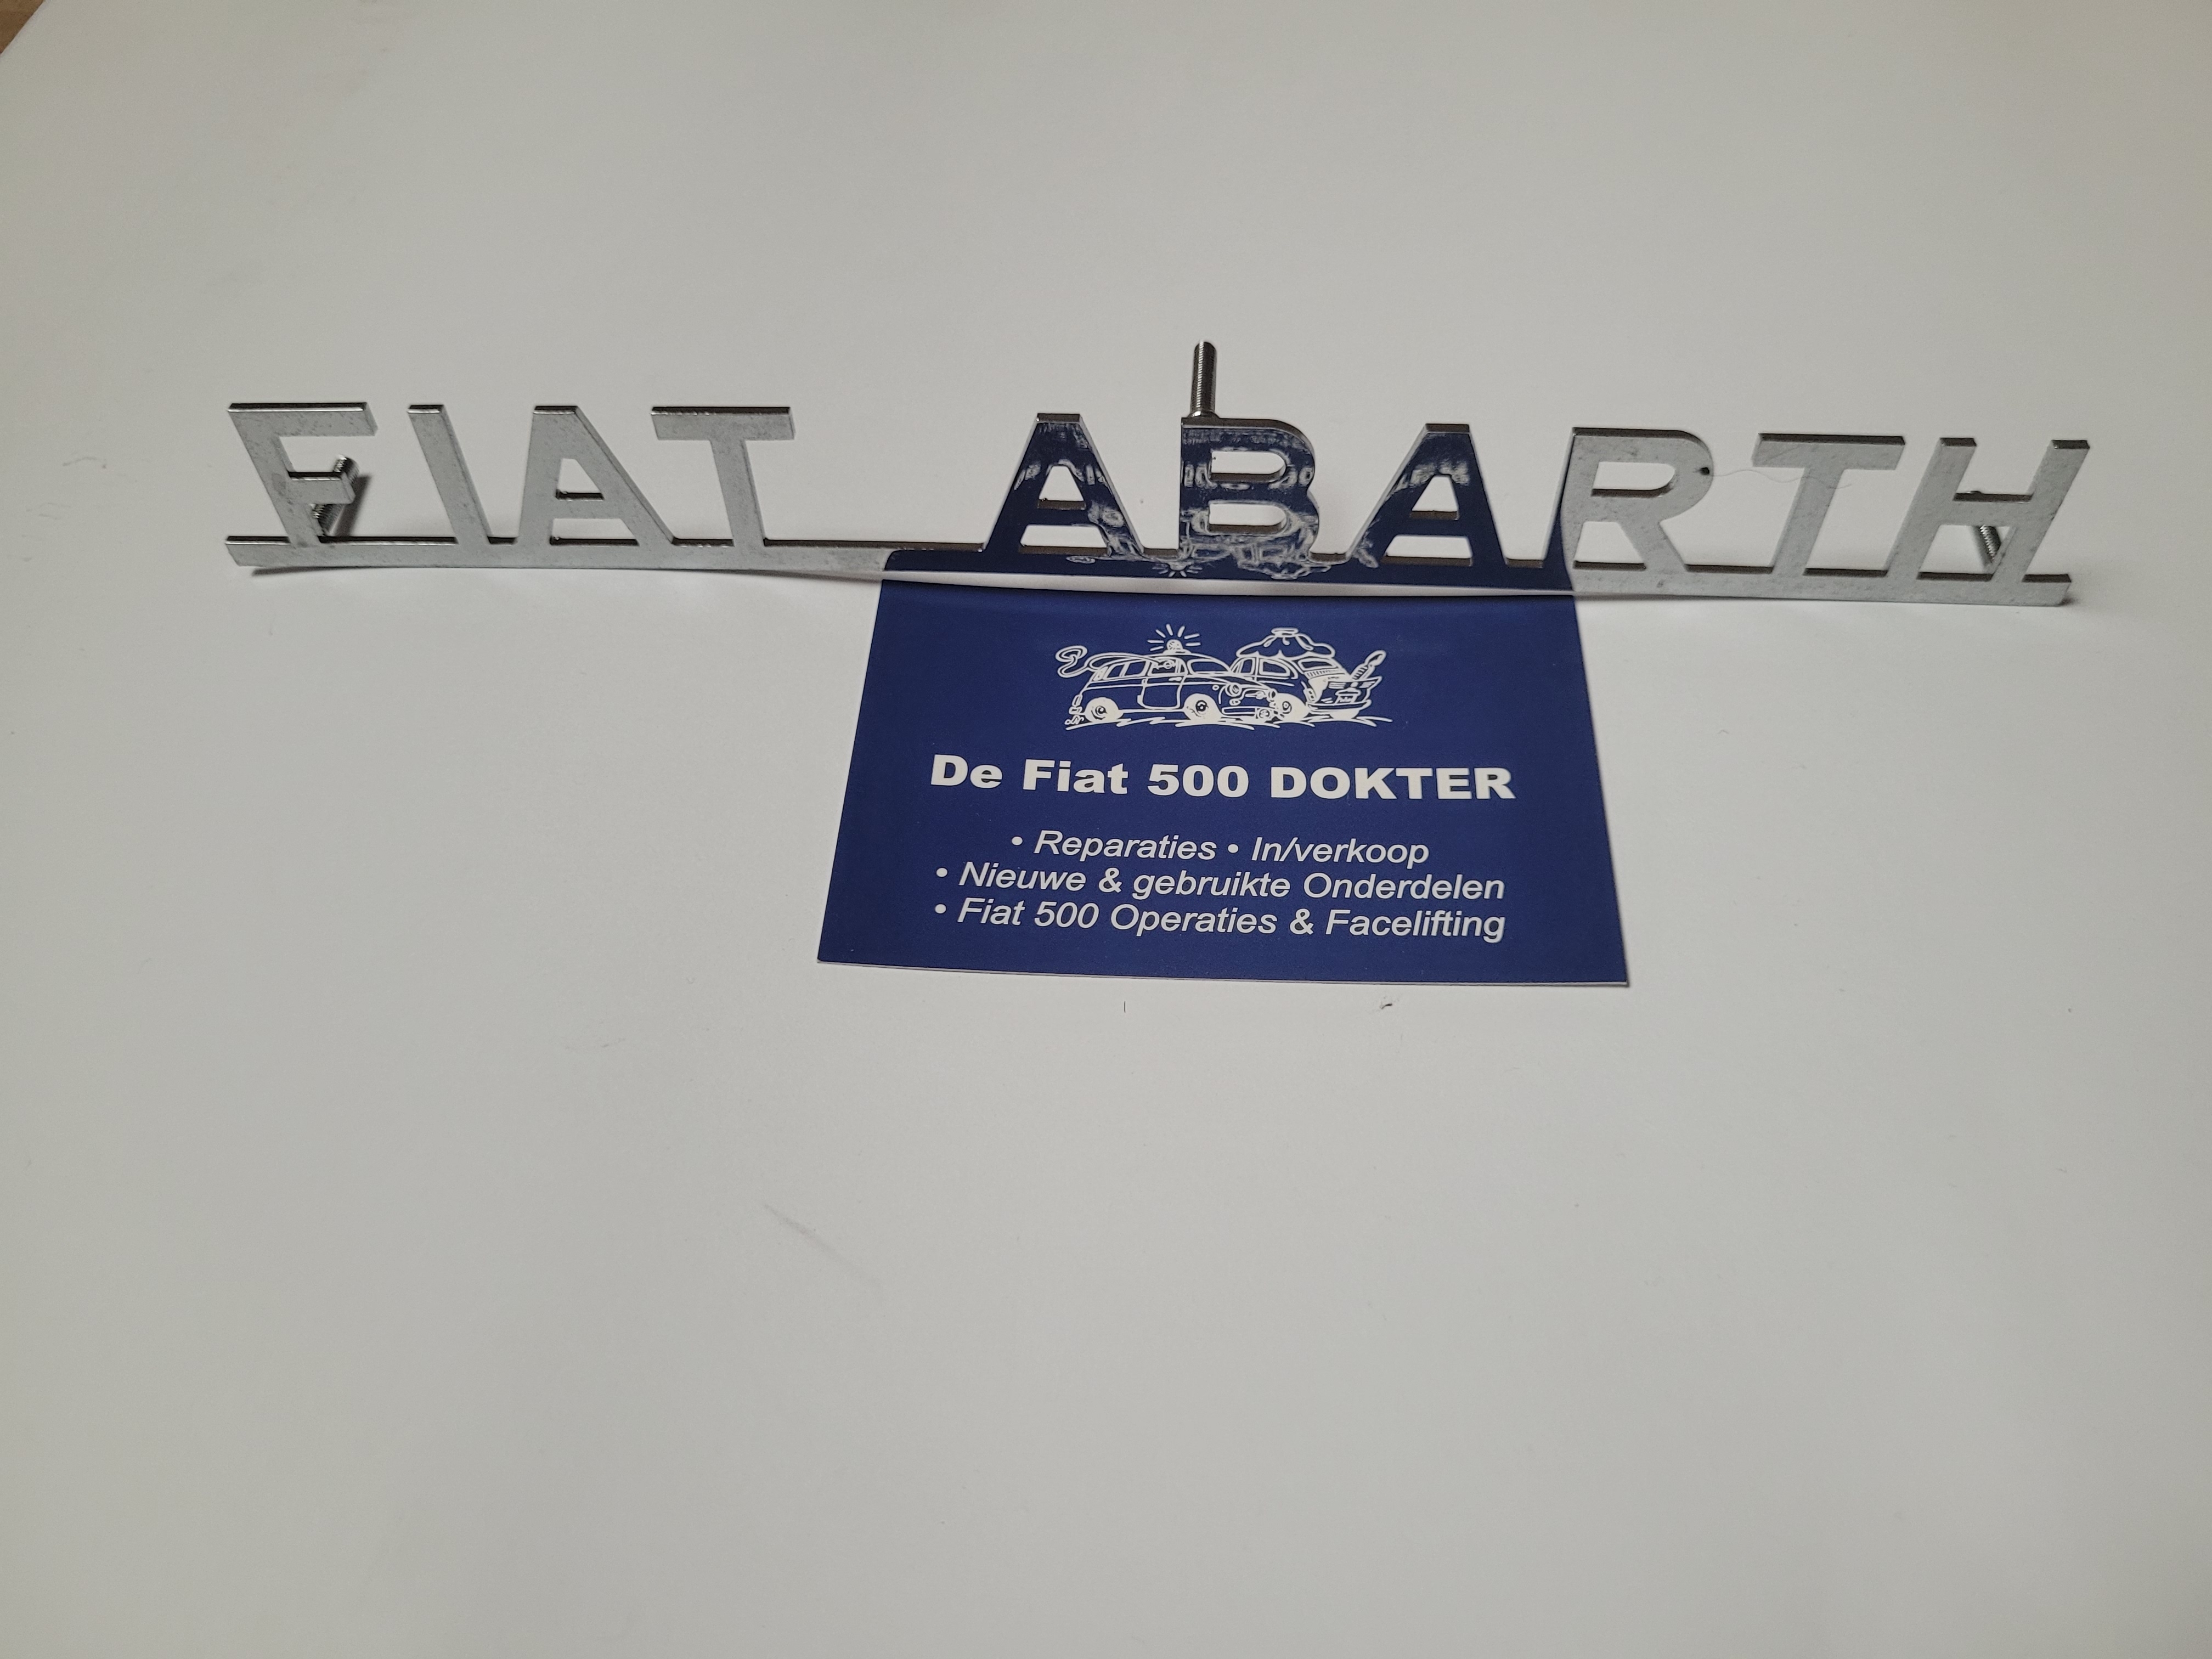 FIAT ABARTH
De Fiat 500 DOKTER
• Reparaties • In/verkoop
• Nieuwe & gebruikte Onderdelen
• Fiat 500 Operaties & Facelifting